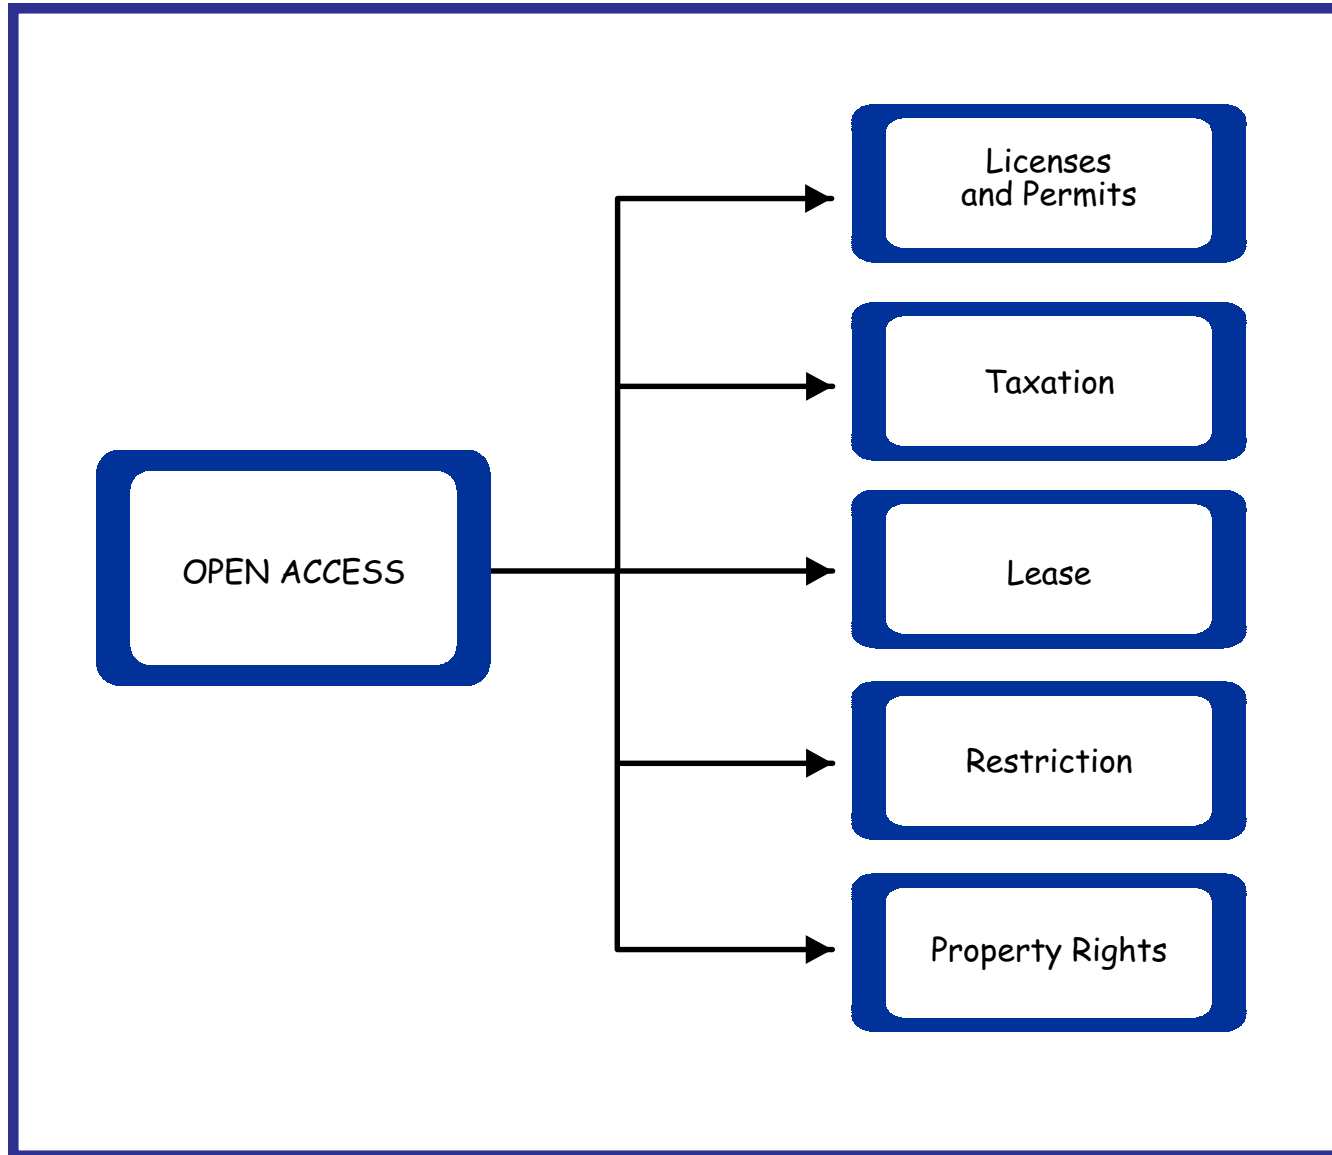 Licenses
and Permits
Taxation
OPEN ACCESS
Lease
Restriction
Property Rights